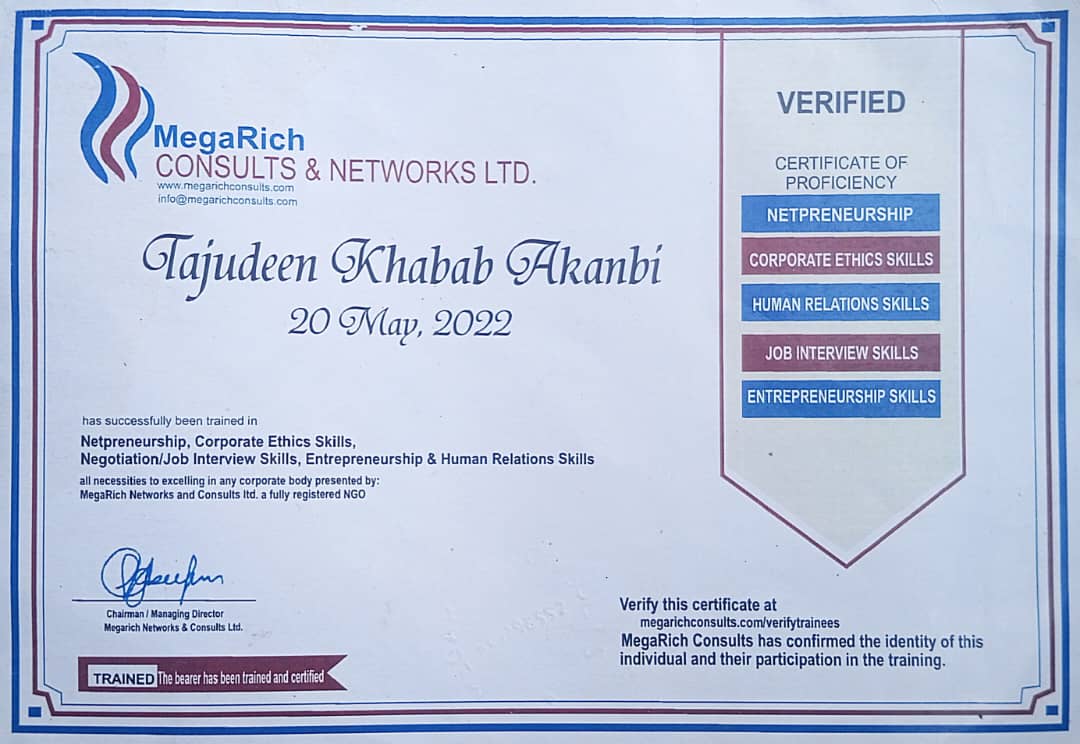 MegaRich
CONSULTS & NETWORKS LTD.
www.megarichconsults.com
info@megarichconsults.com
Tajudeen Khabab Akanbi
20 May, 2022
has successfully been trained in
Netpreneurship, Corporate Ethics Skills,
Negotiation/Job Interview Skills, Entrepreneurship & Human Relations Skills
all necessities to excelling in any corporate body presented by:
MegaRich Networks and Consults ltd. a fully registered NGO
Chairman / Managing Director
Megarich Networks & Consults Ltd.
TRAINED The bearer has been trained and certified
VERIFIED
CERTIFICATE OF
PROFICIENCY
NETPRENEURSHIP
CORPORATE ETHICS SKILLS
HUMAN RELATIONS SKILLS
JOB INTERVIEW SKILLS
ENTREPRENEURSHIP SKILLS
Verify this certificate at
megarichconsults.com/verifytrainees
MegaRich Consults has confirmed the identity of this
individual and their participation in the training.